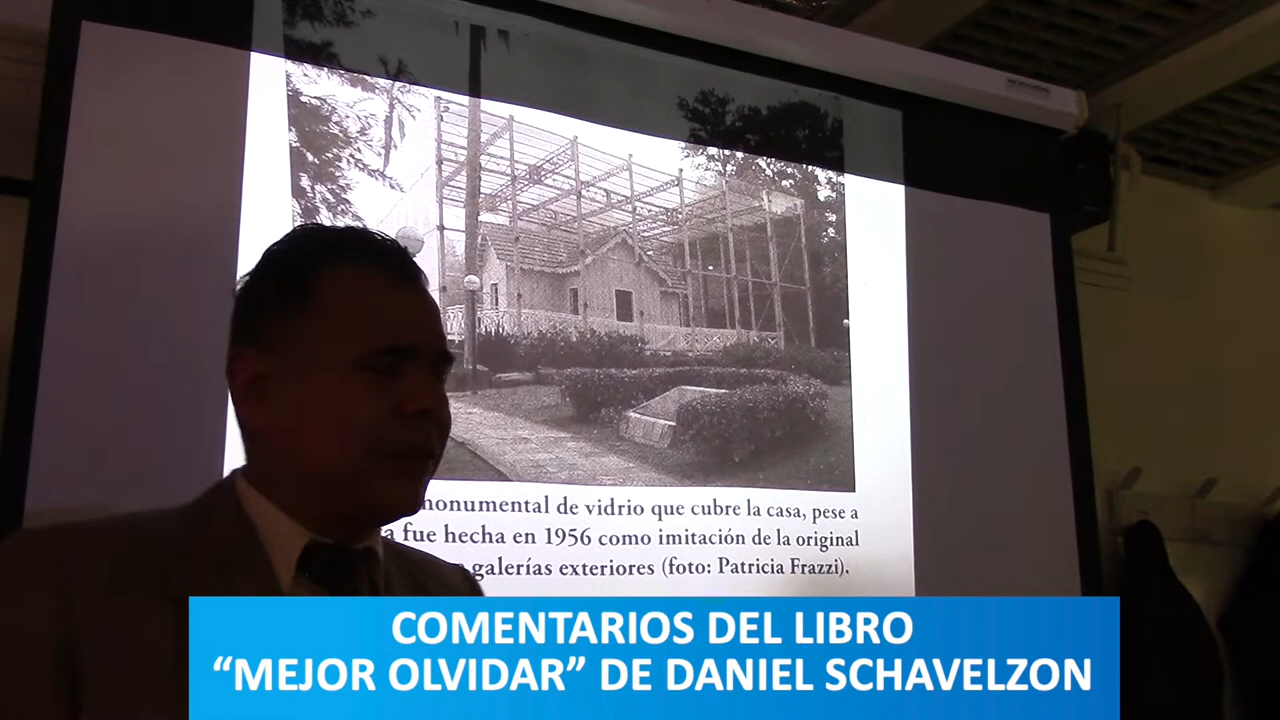 monumental de vidrio que cubre la casa, pese a
fue hecha en 1956 como imitación de la original
galerías exteriores (foto: Patricia Frazzi).
COMENTARIOS DEL LIBRO
“MEJOR OLVIDAR” DE DANIEL SCHAVELZON